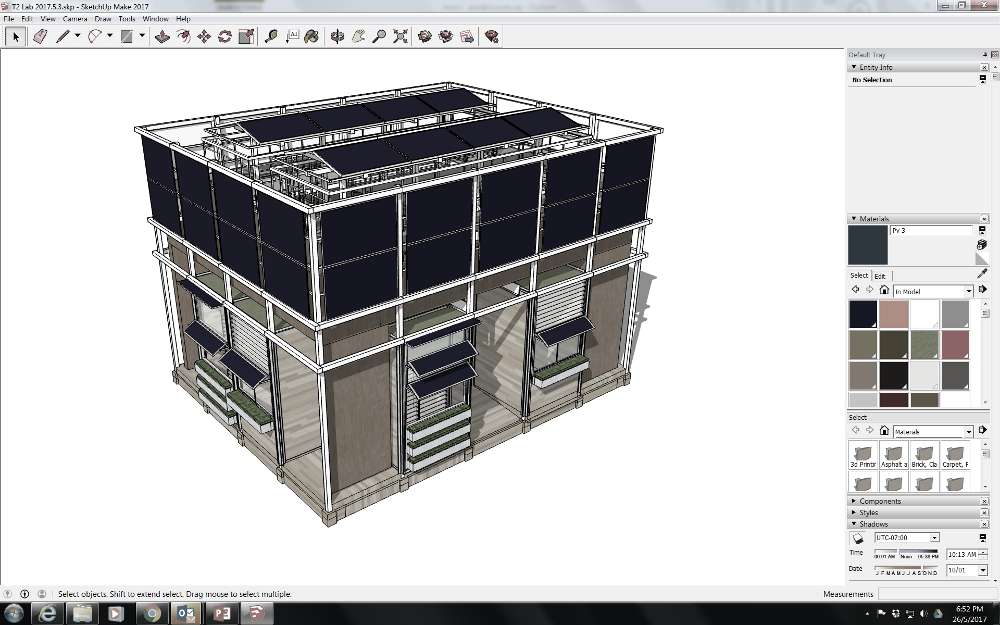 T2 Lab 2017.5.3.skp - SketchUp Make 2017
File Edit View Camera Draw Tools Window Help
A1
Default Tray
Entity Info
No Selection
Materials
Pv 3
Select Edit
In Model
Select
Materials
3d Printir Asphalt a Brick, Cla Carpet, F
Components
Styles
Shadows
UTC-07:00
Time 06:01 AM Noon 05:38 PM 10:13 AM
Date J F M A M J J A S O N D 10/01
Select objects. Shift to extend select. Drag mouse to select multiple.
Measurements
6:52 PM
26/5/2017